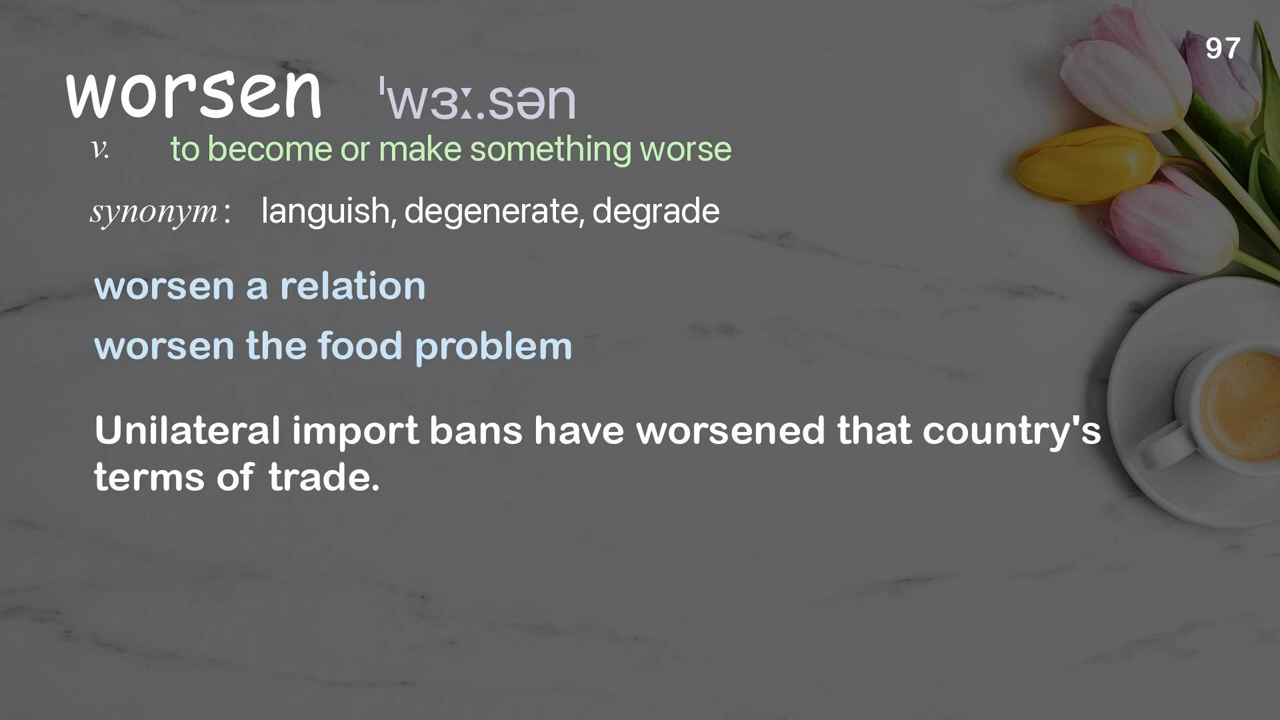 97
worsen ˈwɜː.sən
v. to become or make something worse
synonym: languish, degenerate, degrade
worsen a relation
worsen the food problem
Unilateral import bans have worsened that country's
terms of trade.